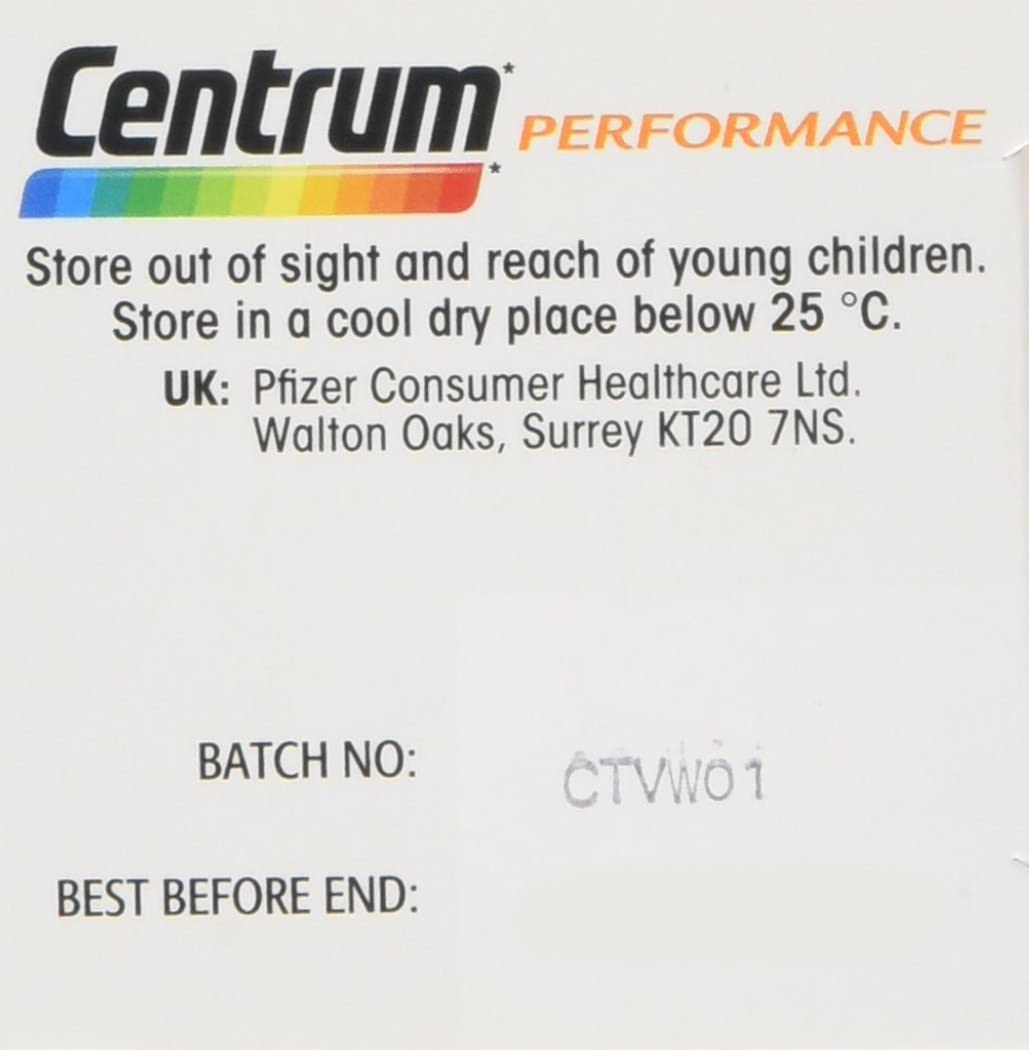 Centrum* PERFORMANCE
*
Store out of sight and reach of young children.
Store in a cool dry place below 25 °C.
UK: Pfizer Consumer Healthcare Ltd.
Walton Oaks, Surrey KT20 7NS.
BATCH NO: CTVW01
BEST BEFORE END: